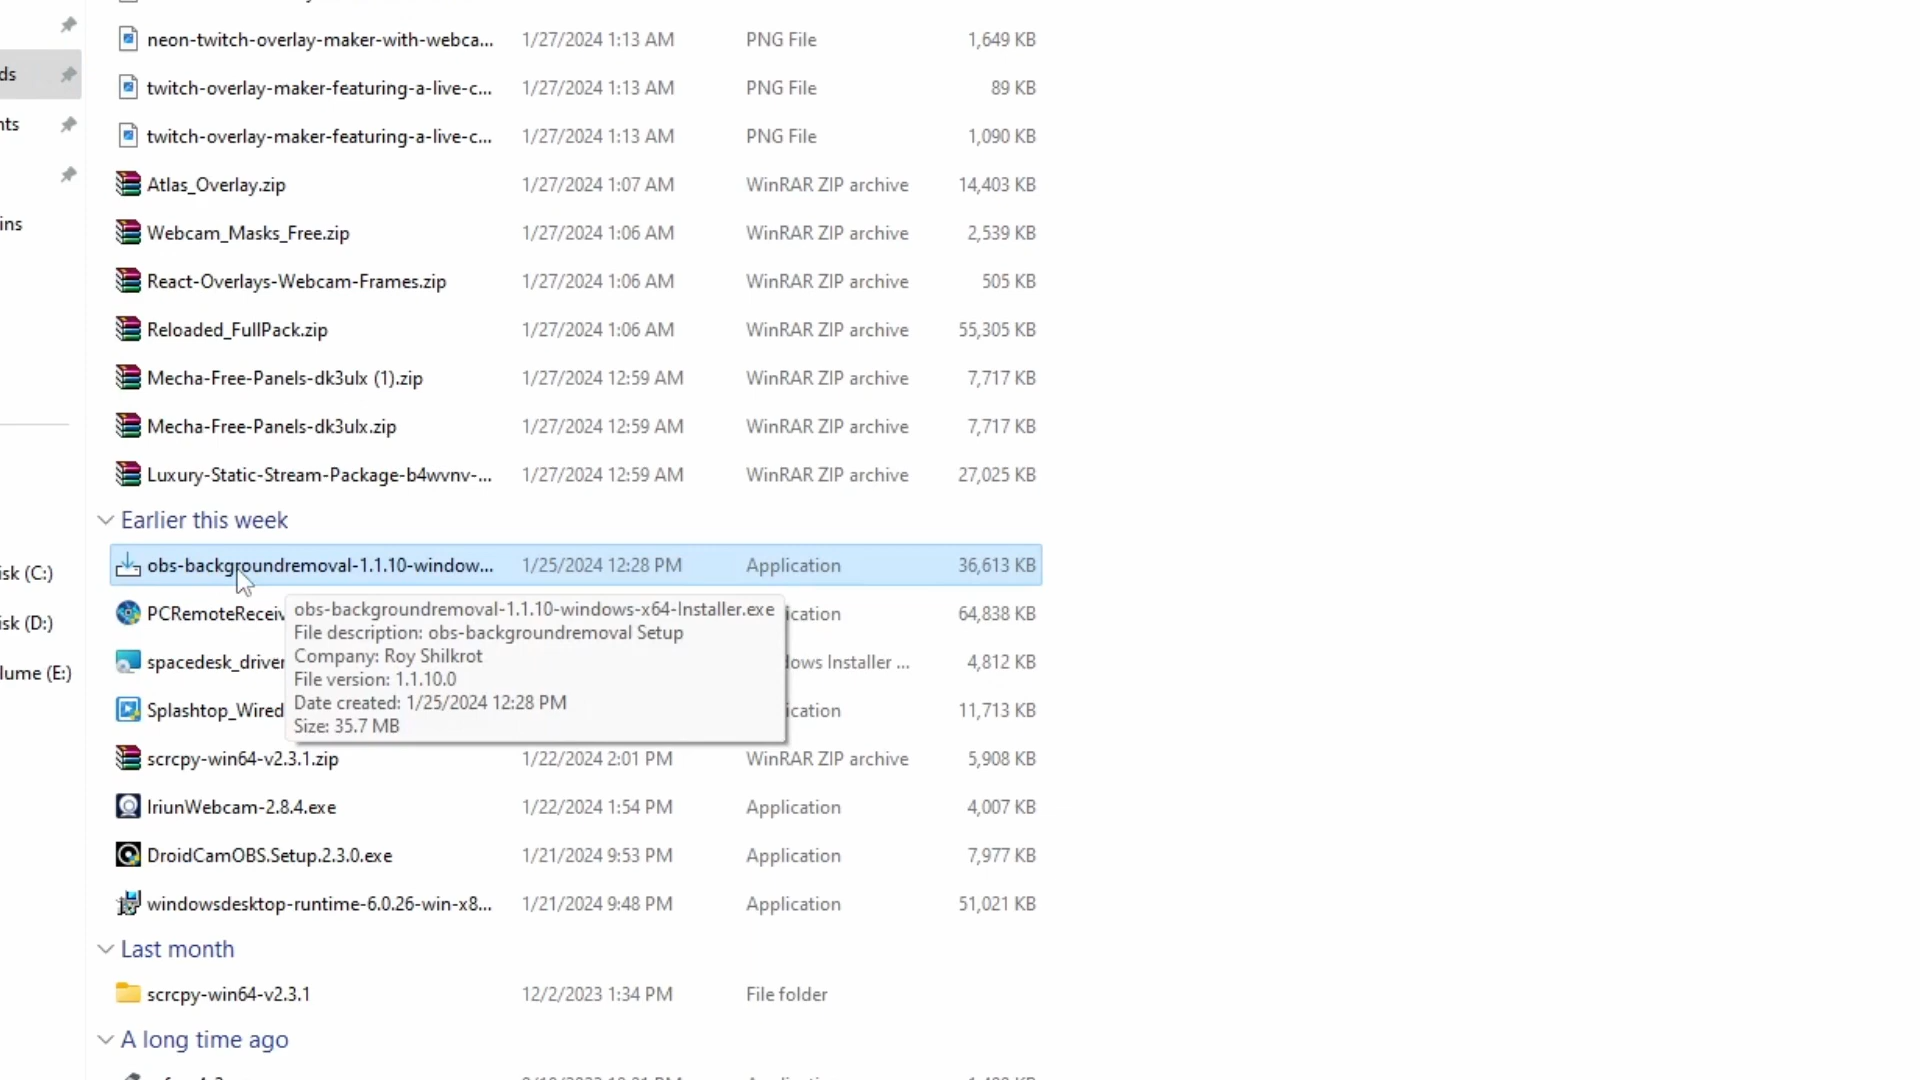 neon-twitch-overlay-maker-with-webca... 1/27/2024 1:13 AM PNG File 1,649 KB
ds
twitch-overlay-maker-featuring-a-live-c... 1/27/2024 1:13 AM PNG File 89 KB
nts
twitch-overlay-maker-featuring-a-live-c... 1/27/2024 1:13 AM PNG File 1,090 KB
Atlas_Overlay.zip 1/27/2024 1:07 AM WinRAR ZIP archive 14,403 KB
ins
Webcam_Masks_Free.zip 1/27/2024 1:06 AM WinRAR ZIP archive 2,539 KB
React-Overlays-Webcam-Frames.zip 1/27/2024 1:06 AM WinRAR ZIP archive 505 KB
Reloaded_FullPack.zip 1/27/2024 1:06 AM WinRAR ZIP archive 55,305 KB
Mecha-Free-Panels-dk3ulx (1).zip 1/27/2024 12:59 AM WinRAR ZIP archive 7,717 KB
Mecha-Free-Panels-dk3ulx.zip 1/27/2024 12:59 AM WinRAR ZIP archive 7,717 KB
Luxury-Static-Stream-Package-b4wvnv-... 1/27/2024 12:59 AM WinRAR ZIP archive 27,025 KB
Earlier this week
isk (C:)
obs-backgroundremoval-1.1.10-window... 1/25/2024 12:28 PM Application 36,613 KB
PCRemoteReceiv ication 64,838 KB
obs-backgroundremoval-1.1.10-windows-x64-Installer.exe
File description: obs-backgroundremoval Setup
Company: Roy Shilkrot
File version: 1.1.10.0
Date created: 1/25/2024 12:28 PM
Size: 35.7 MB
isk (D:)
spacedesk_driver dows Installer ... 4,812 KB
lume (E:)
Splashtop_Wired ication 11,713 KB
scrcpy-win64-v2.3.1.zip 1/22/2024 2:01 PM WinRAR ZIP archive 5,908 KB
IriunWebcam-2.8.4.exe 1/22/2024 1:54 PM Application 4,007 KB
DroidCamOBS.Setup.2.3.0.exe 1/21/2024 9:53 PM Application 7,977 KB
windowsdesktop-runtime-6.0.26-win-x8... 1/21/2024 9:48 PM Application 51,021 KB
Last month
scrcpy-win64-v2.3.1 12/2/2023 1:34 PM File folder
A long time ago